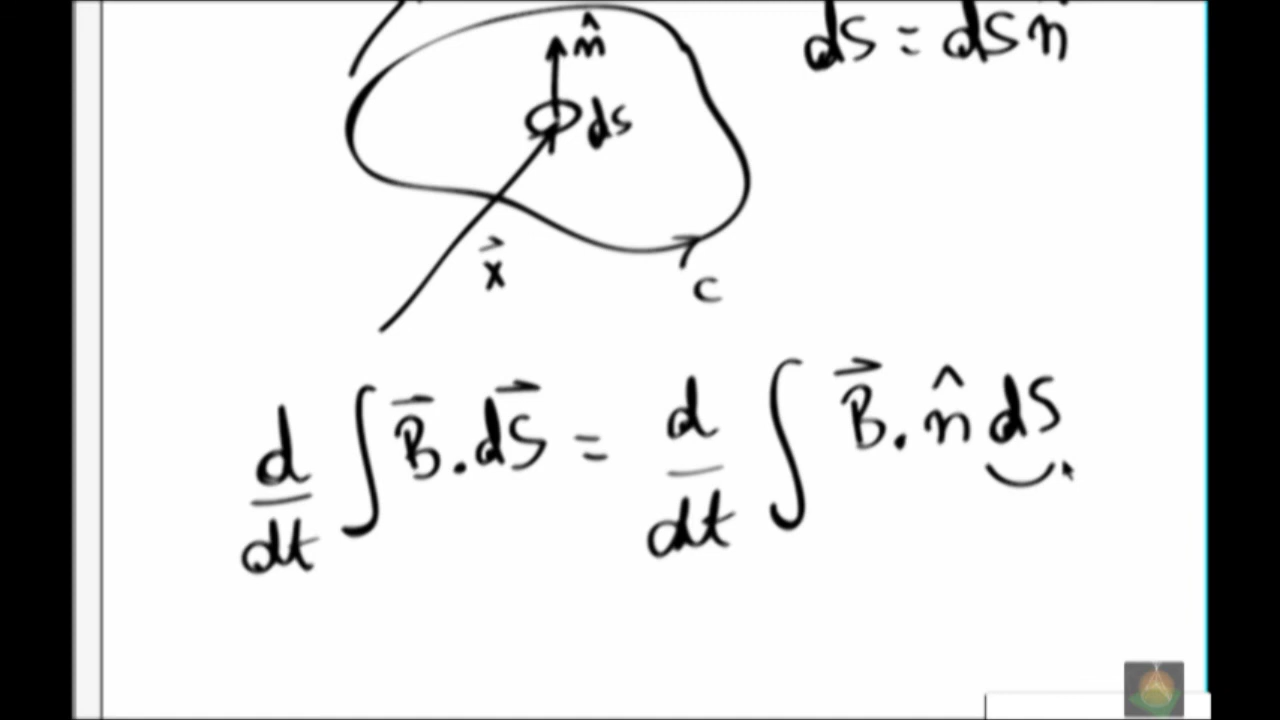 n̂
dS = dS n̂
dS
x⃗
C
d/dt ∫ B⃗ . dS⃗ = d/dt ∫ B⃗ . n̂ dS